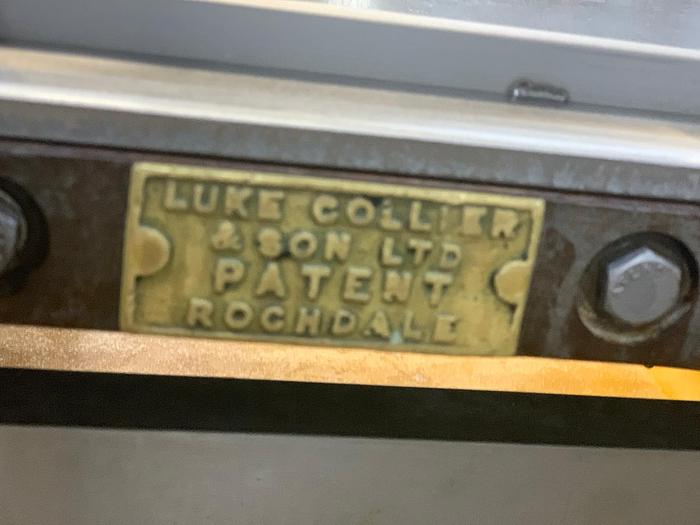 LUKE COLLIER
& SON LTD
PATENT
ROCHDALE